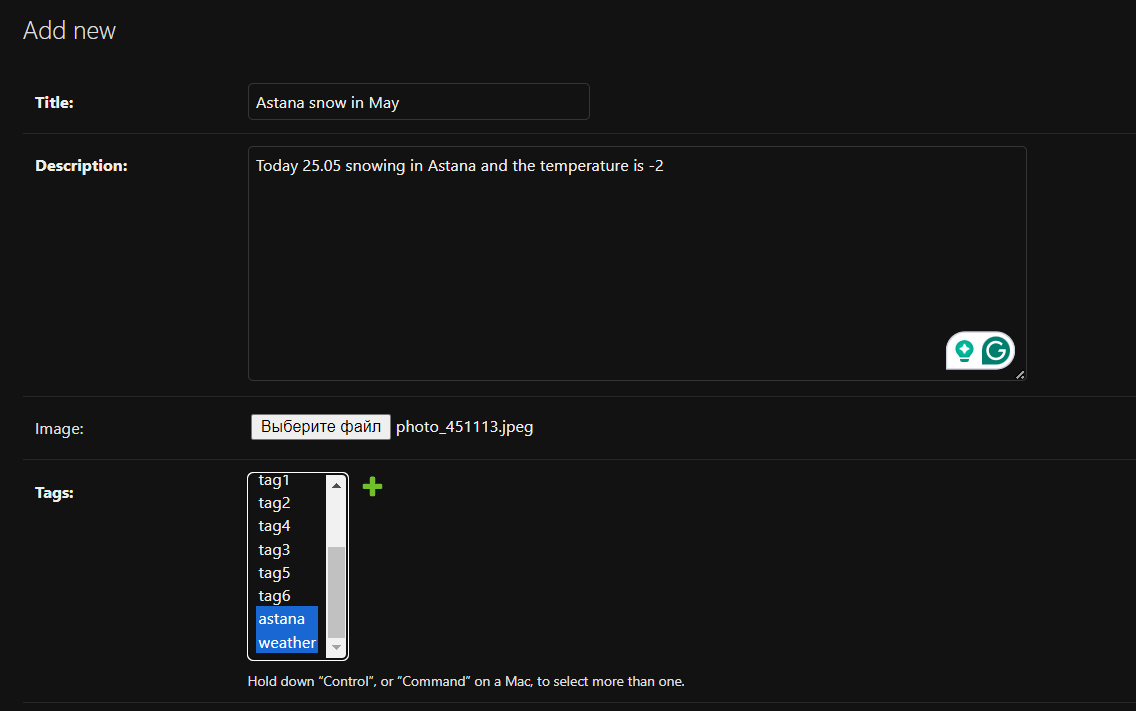 Add new
Title:
Astana snow in May
Description:
Today 25.05 snowing in Astana and the temperature is -2
Image:
Выберите файл photo_451113.jpeg
Tags:
tag1
tag2
tag4
tag3
tag5
tag6
astana
weather
Hold down “Control”, or “Command” on a Mac, to select more than one.